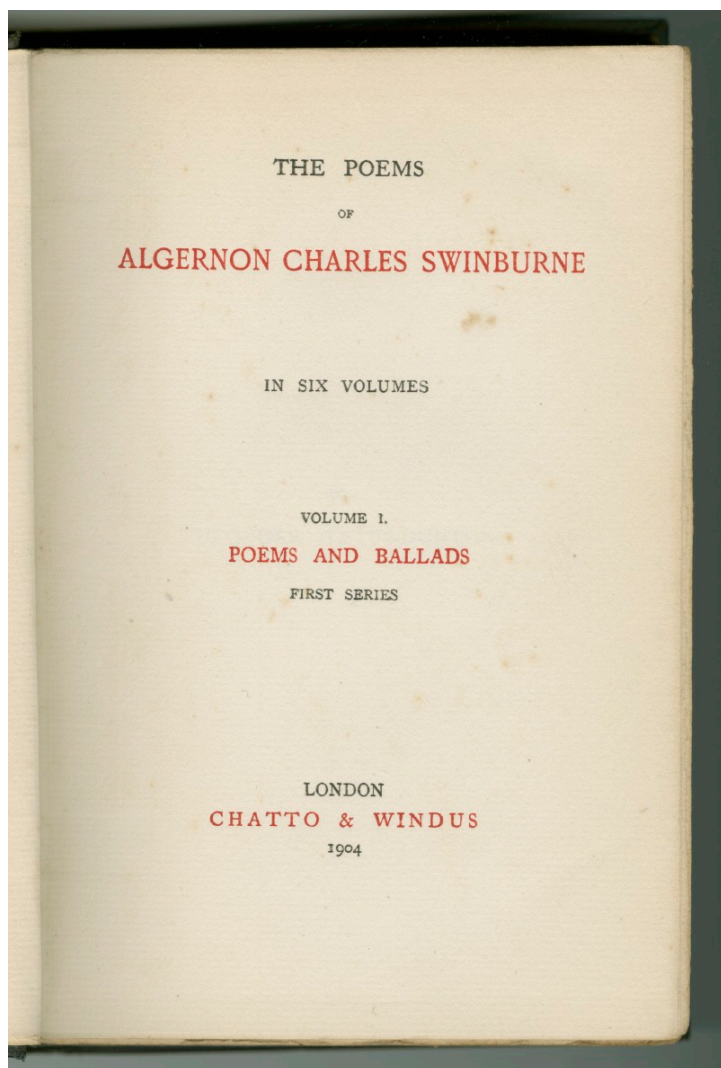 THE POEMS
OF
ALGERNON CHARLES SWINBURNE
IN SIX VOLUMES
VOLUME I.
POEMS AND BALLADS
FIRST SERIES
LONDON
CHATTO & WINDUS
1904